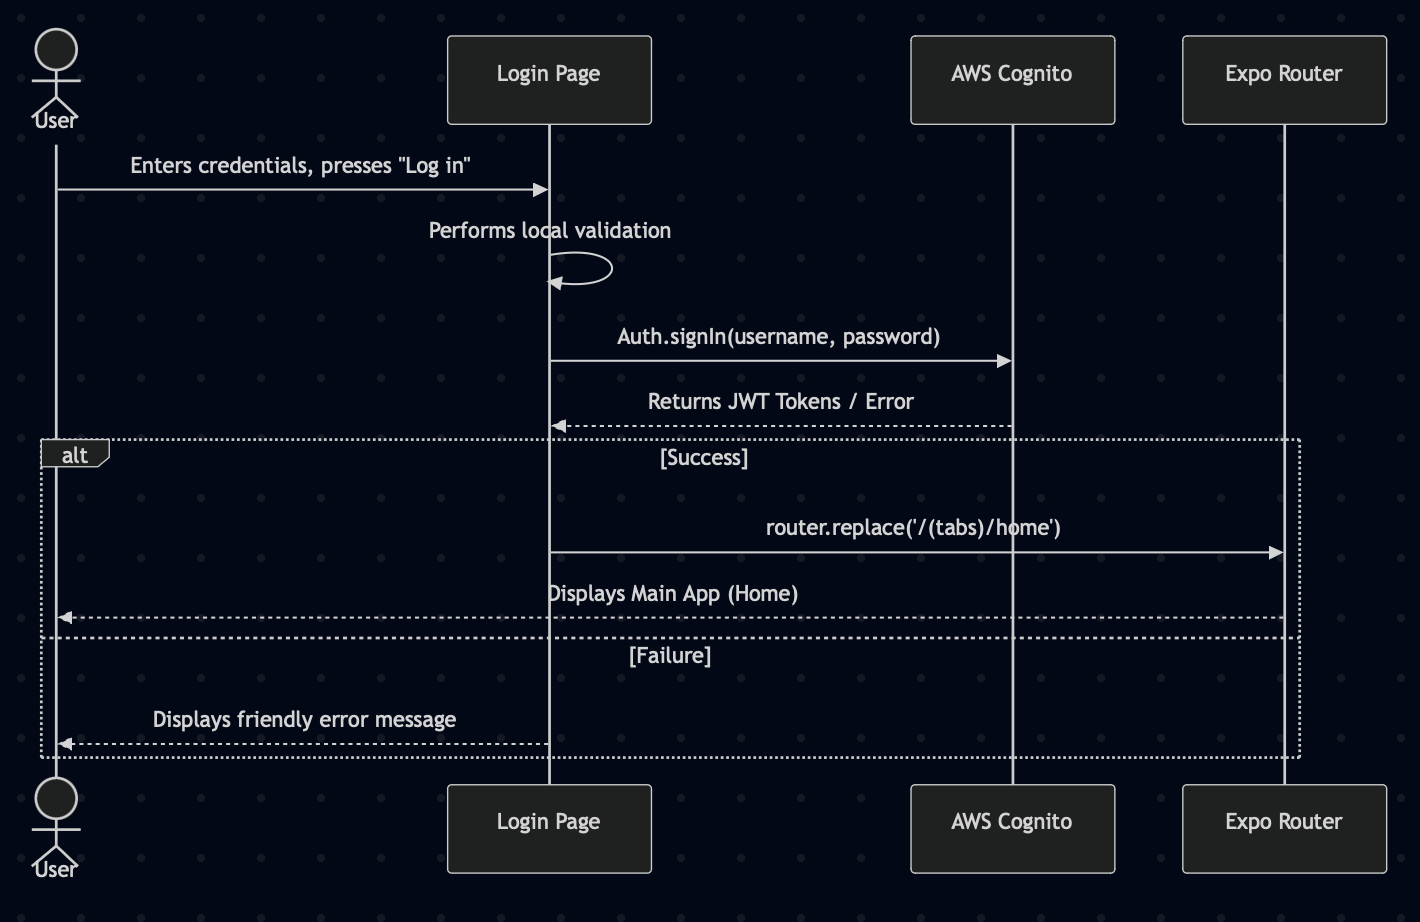 User
Login Page
AWS Cognito
Expo Router
Enters credentials, presses "Log in"
Performs local validation
Auth.signIn(username, password)
Returns JWT Tokens / Error
alt
[Success]
router.replace('/(tabs)/home')
Displays Main App (Home)
[Failure]
Displays friendly error message
User
Login Page
AWS Cognito
Expo Router